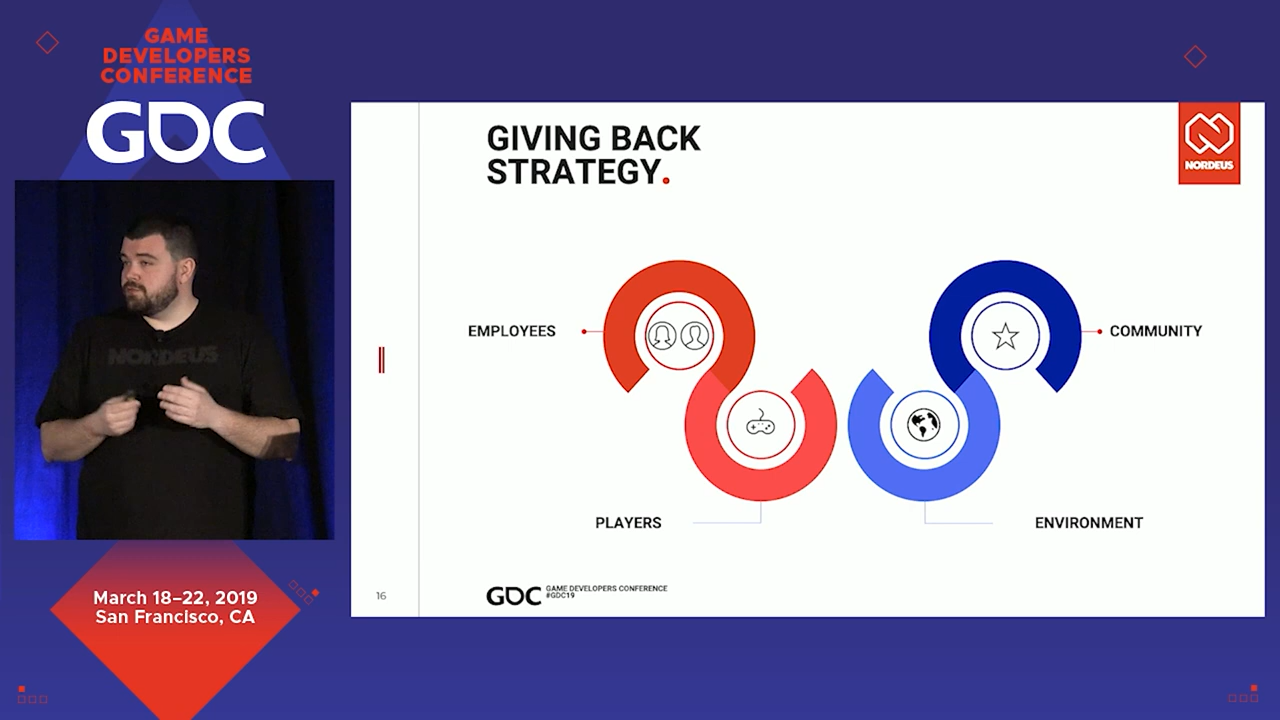 GAME
DEVELOPERS
CONFERENCE
GDC
NORDEUS
March 18–22, 2019
San Francisco, CA
GIVING BACK
STRATEGY.
NORDEUS
EMPLOYEES
COMMUNITY
PLAYERS
ENVIRONMENT
16
GDC
GAME DEVELOPERS CONFERENCE
#GDC19